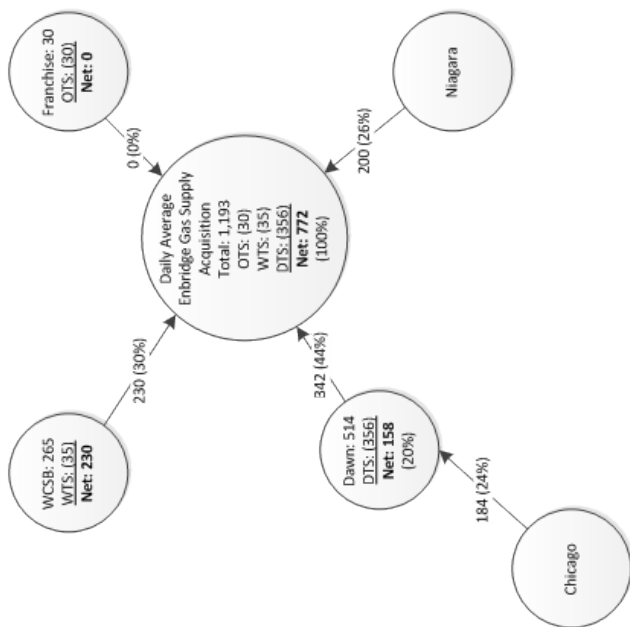 WCSB: 265
WTS: (35)
Net: 230
230 (30%)
Franchise: 30
OTS: (30)
Net: 0
0 (0%)
Daily Average
Enbridge Gas Supply
Acquisition
Total: 1,193
OTS: (30)
WTS: (35)
DTS: (356)
Net: 772
(100%)
342 (44%)
200 (26%)
Dawn: 514
DTS: (356)
Net: 158
(20%)
Niagara
184 (24%)
Chicago